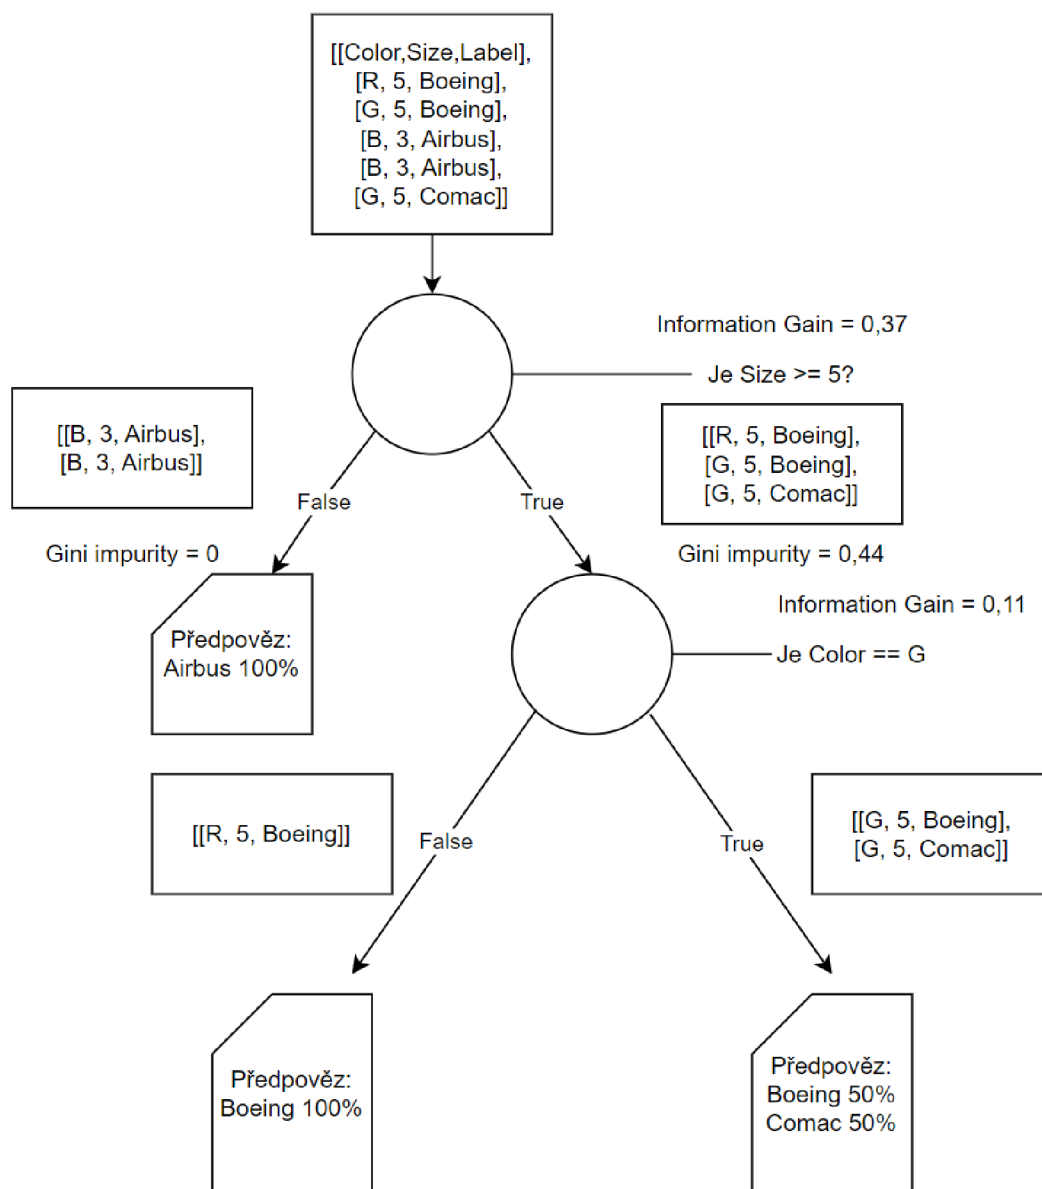 [[Color,Size,Label],
[R, 5, Boeing],
[G, 5, Boeing],
[B, 3, Airbus],
[B, 3, Airbus],
[G, 5, Comac]]
Information Gain = 0,37
Je Size >= 5?
[[B, 3, Airbus],
[B, 3, Airbus]]
[[R, 5, Boeing],
[G, 5, Boeing],
[G, 5, Comac]]
False
True
Gini impurity = 0
Gini impurity = 0,44
Information Gain = 0,11
Předpověz:
Airbus 100%
Je Color == G
[[R, 5, Boeing]]
False
True
[[G, 5, Boeing],
[G, 5, Comac]]
Předpověz:
Boeing 100%
Předpověz:
Boeing 50%
Comac 50%